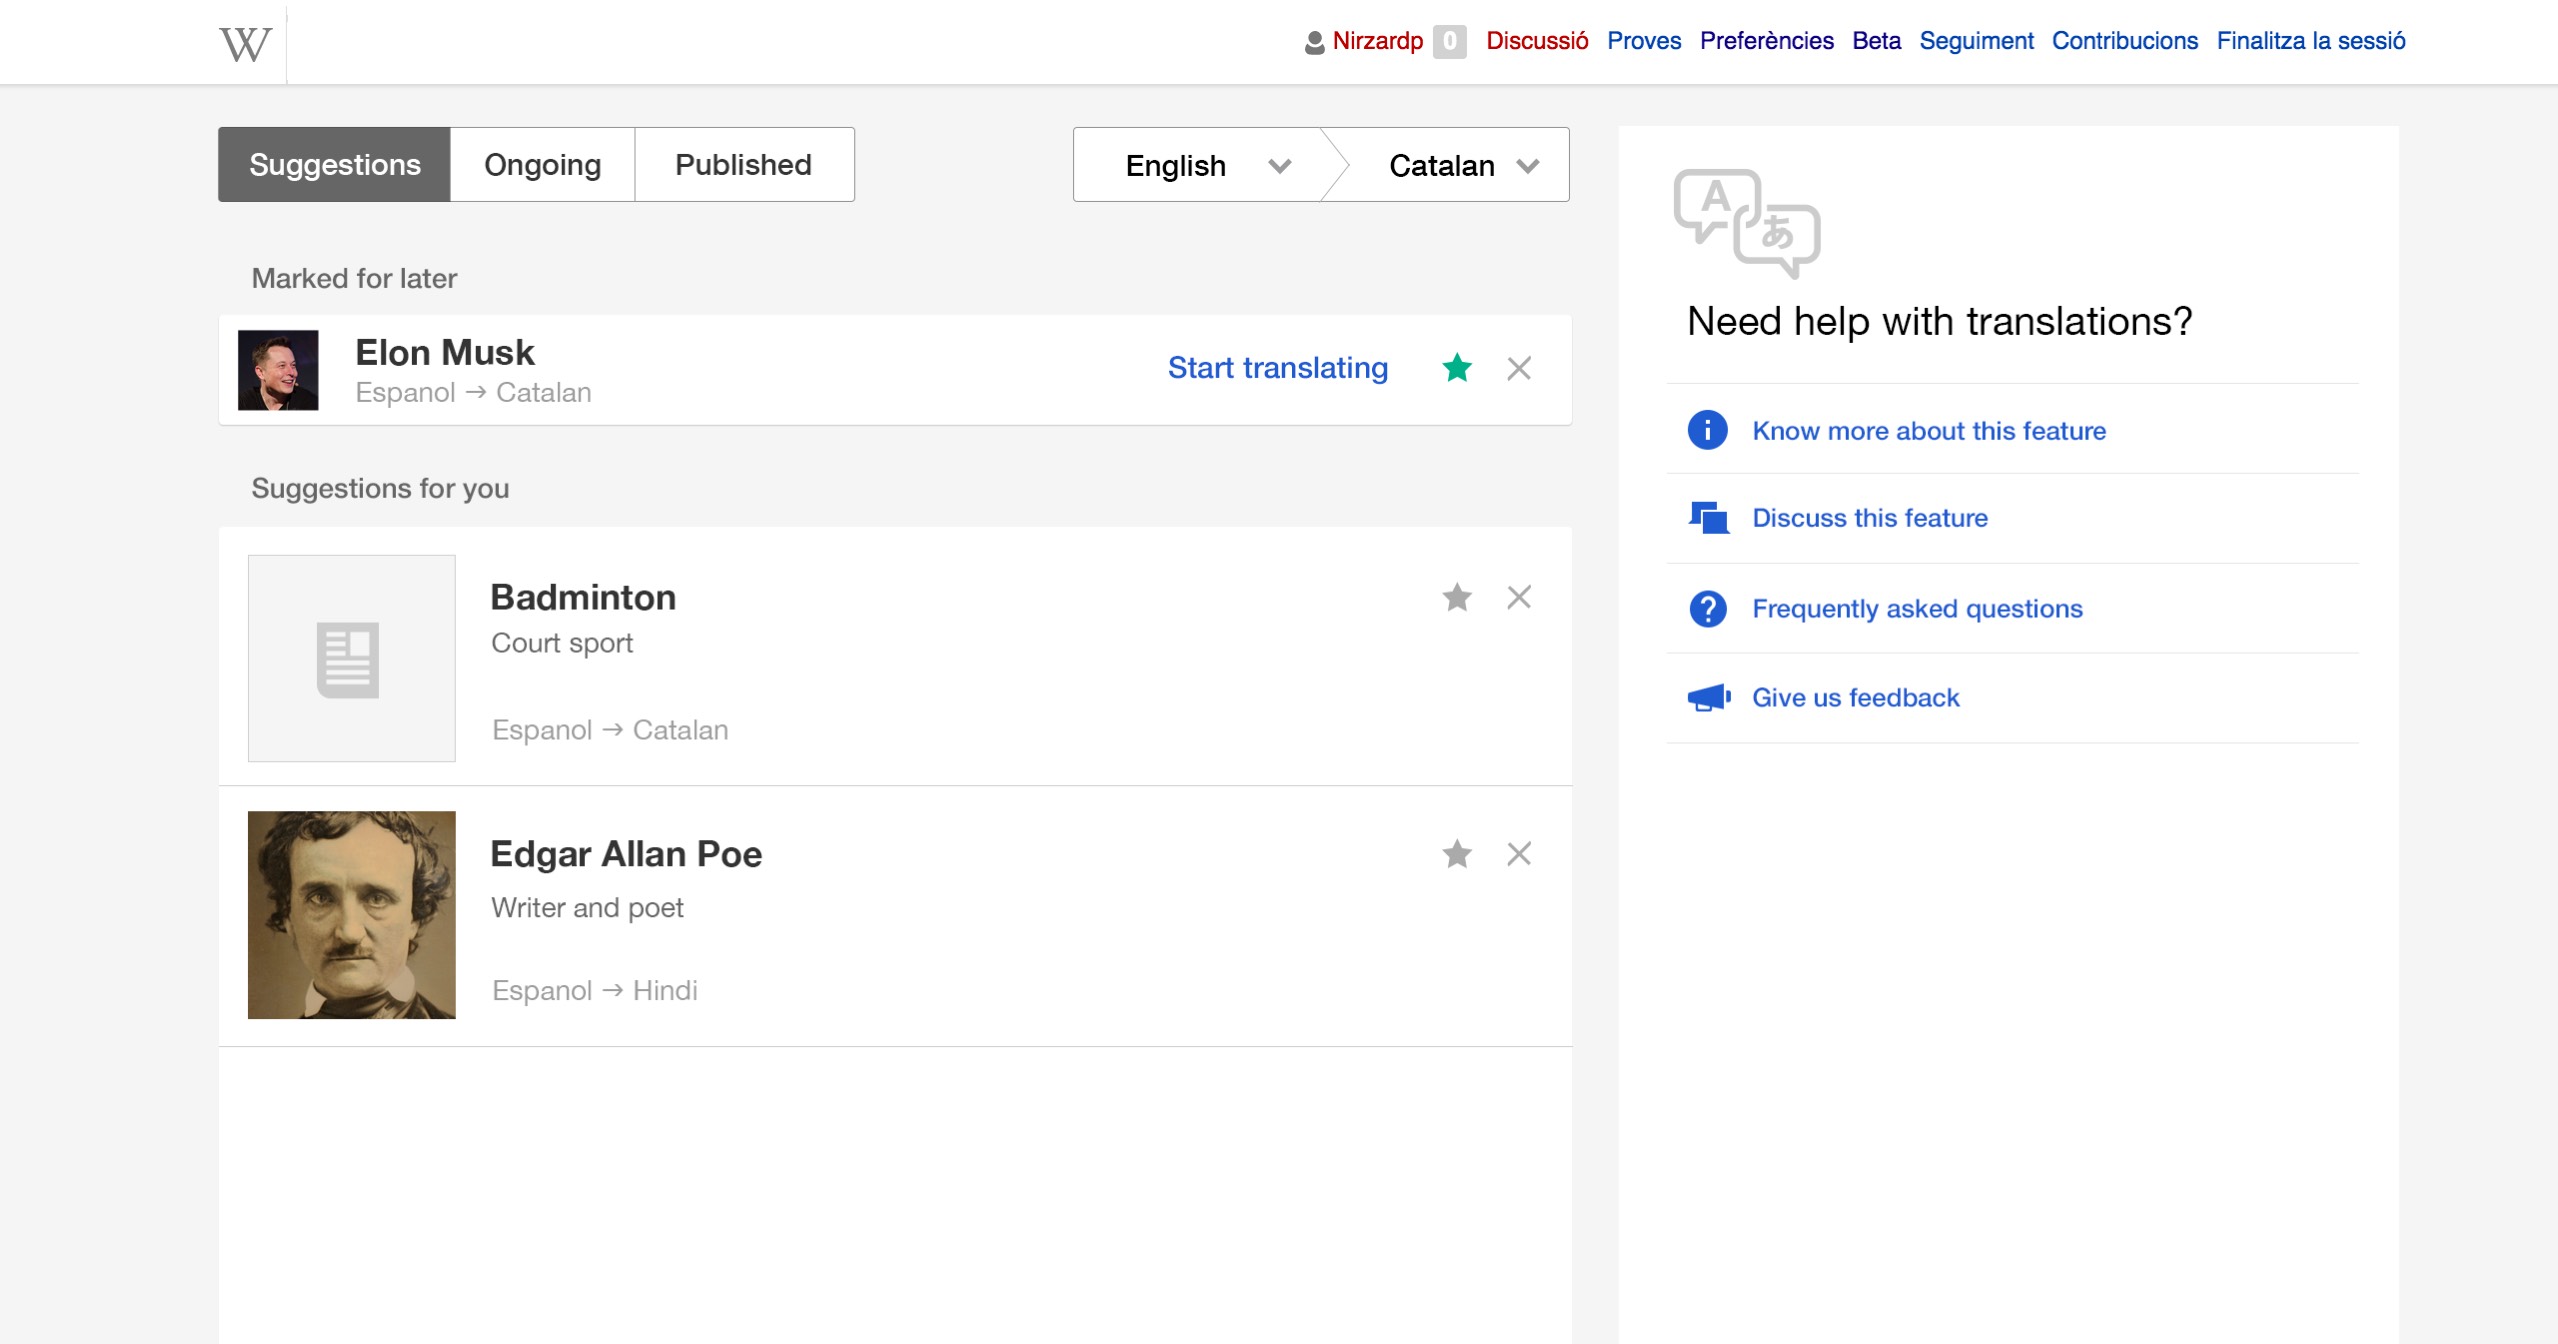 W
Nirzardp 0 Discussió Proves Preferències Beta Seguiment Contribucions Finalitza la sessió
Suggestions Ongoing Published
English Catalan
Marked for later
Elon Musk
Espanol → Catalan
Start translating
Suggestions for you
Badminton
Court sport
Espanol → Catalan
Edgar Allan Poe
Writer and poet
Espanol → Hindi
A あ
Need help with translations?
Know more about this feature
Discuss this feature
Frequently asked questions
Give us feedback